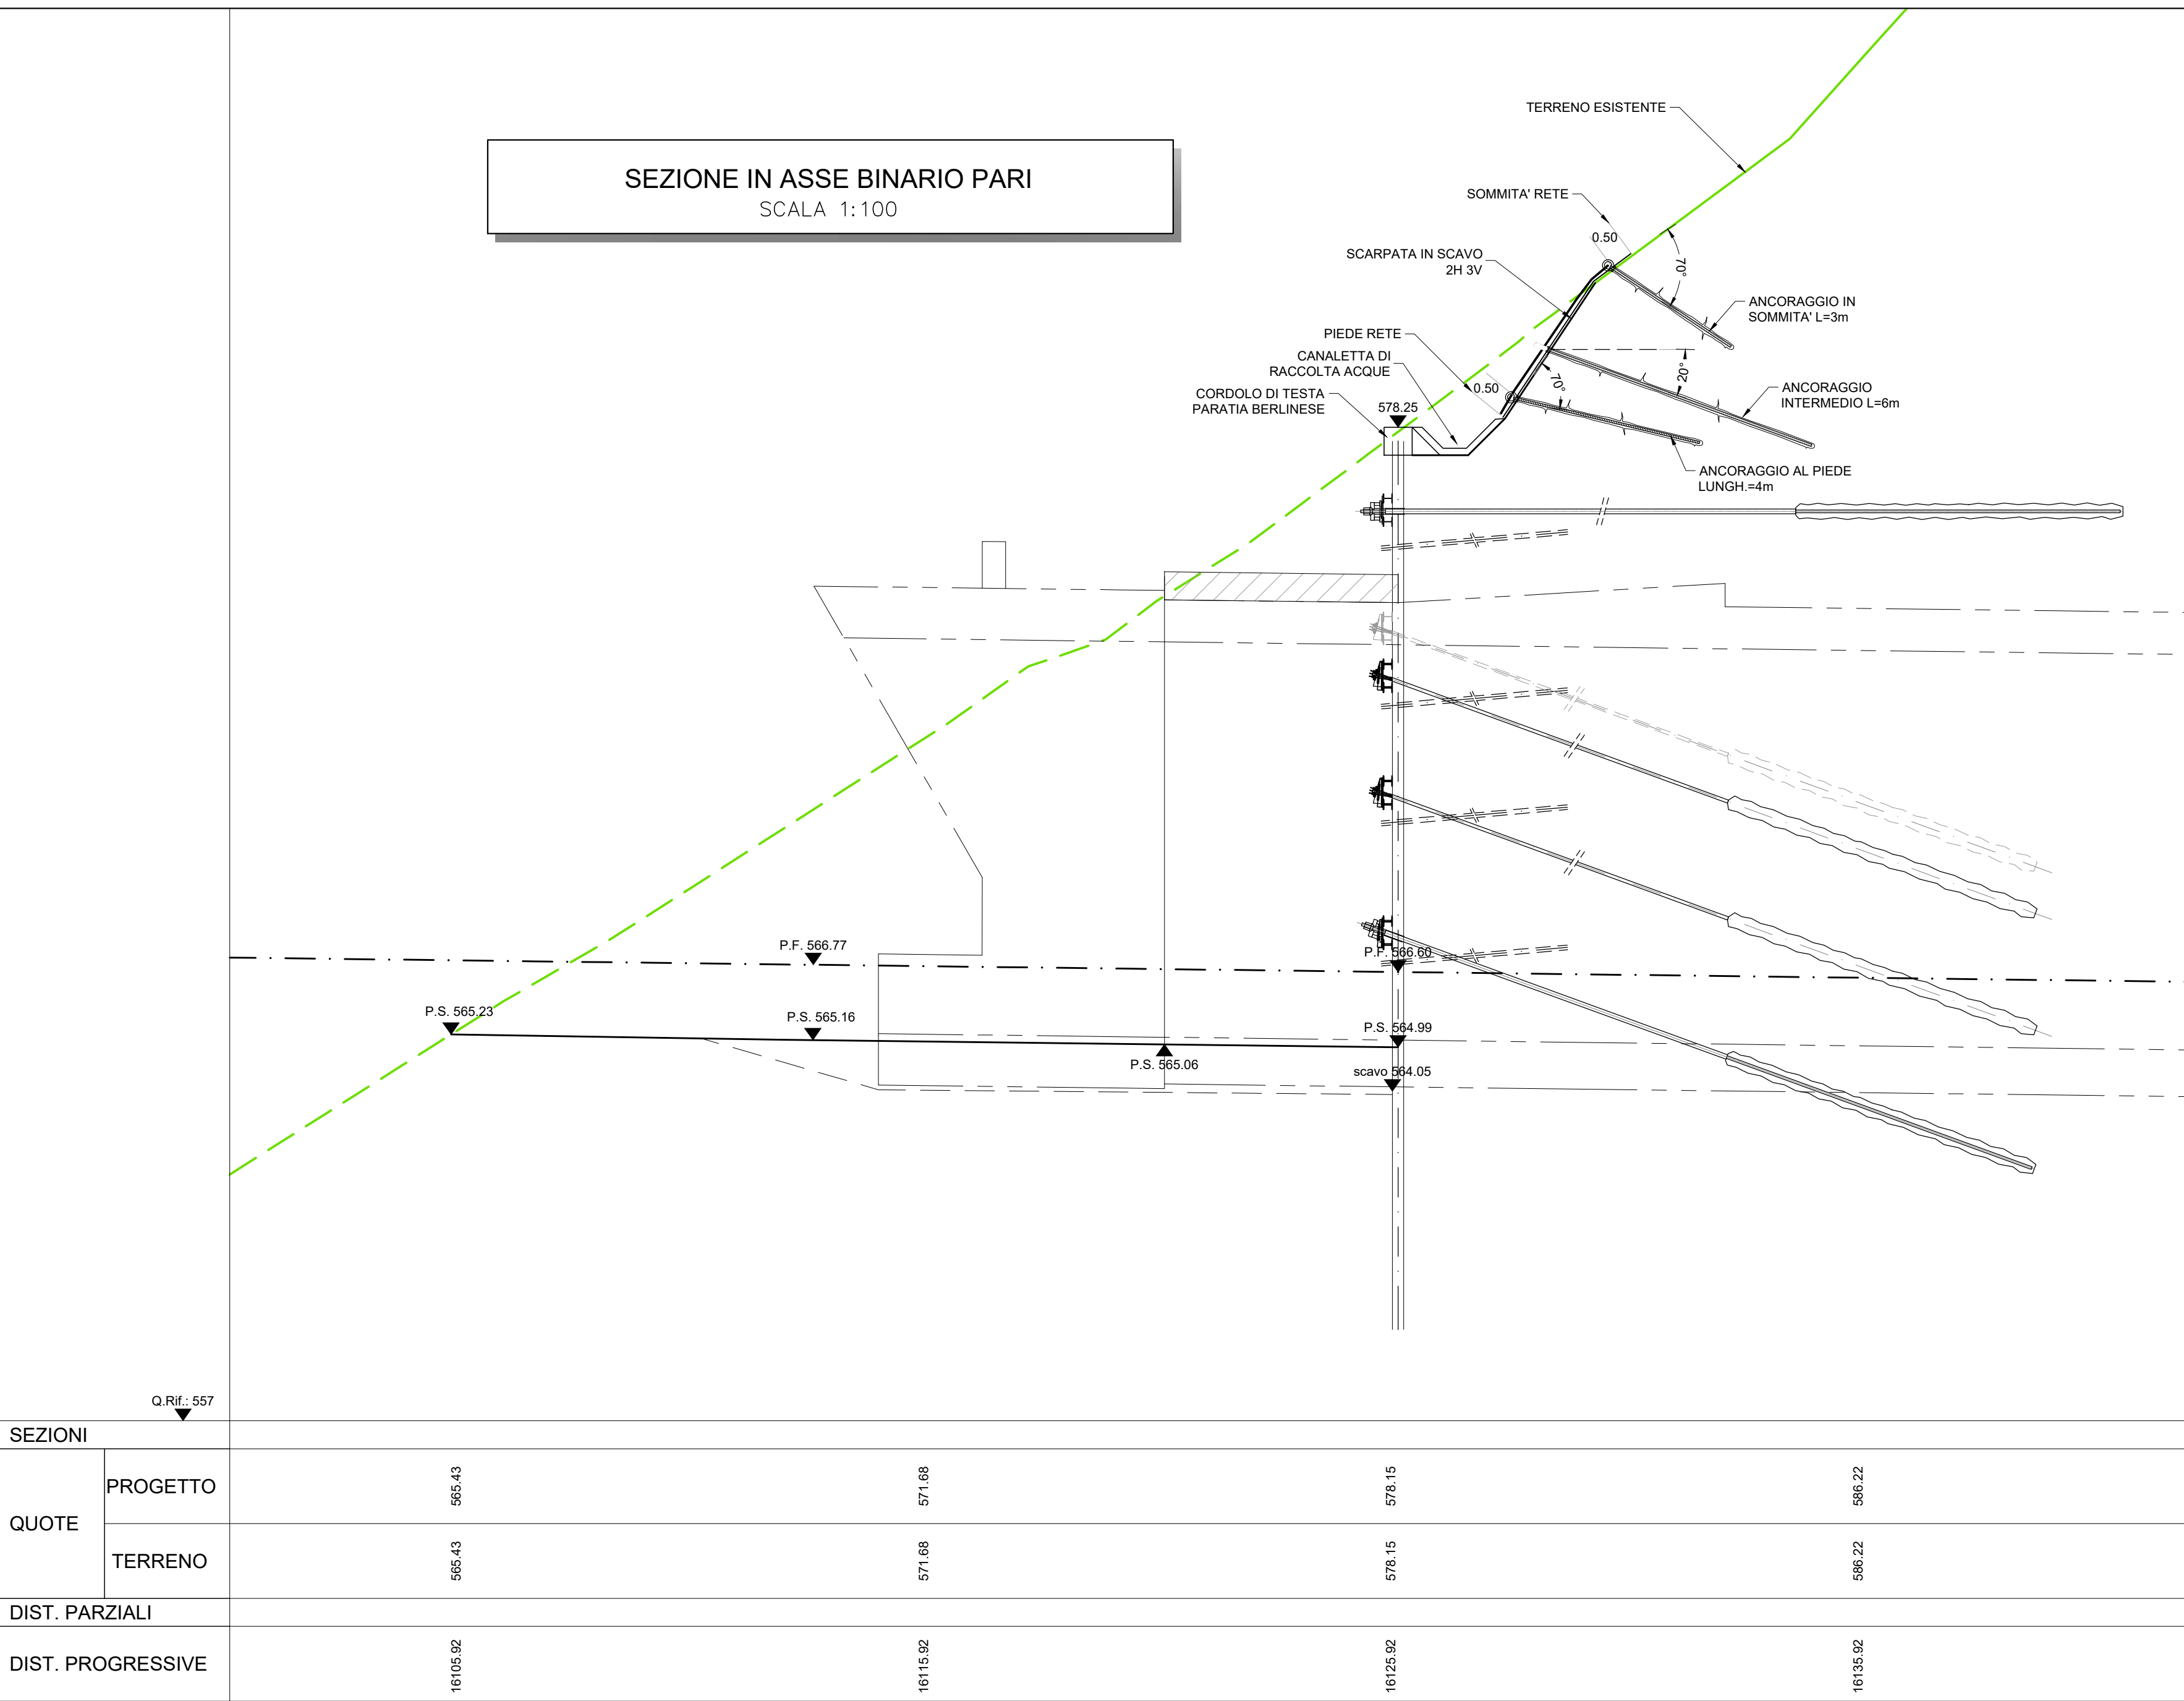 TERRENO ESISTENTE
SEZIONE IN ASSE BINARIO PARI
SCALA 1:100
SOMMITA' RETE
0.50
SCARPATA IN SCAVO
2H 3V
70°
ANCORAGGIO IN
SOMMITA' L=3m
PIEDE RETE
CANALETTA DI
RACCOLTA ACQUE
20°
70°
0.50
ANCORAGGIO
INTERMEDIO L=6m
CORDOLO DI TESTA
PARATIA BERLINESE
578.25
ANCORAGGIO AL PIEDE
LUNGH.=4m
P.F. 566.77
P.F. 566.60
P.S. 565.23
P.S. 565.16
P.S. 564.99
P.S. 565.06
scavo 564.05
Q.Rif.: 557
SEZIONI
QUOTE
PROGETTO
565.43
571.68
578.15
586.22
TERRENO
565.43
571.68
578.15
586.22
DIST. PARZIALI
DIST. PROGRESSIVE
16105.92
16115.92
16125.92
16135.92